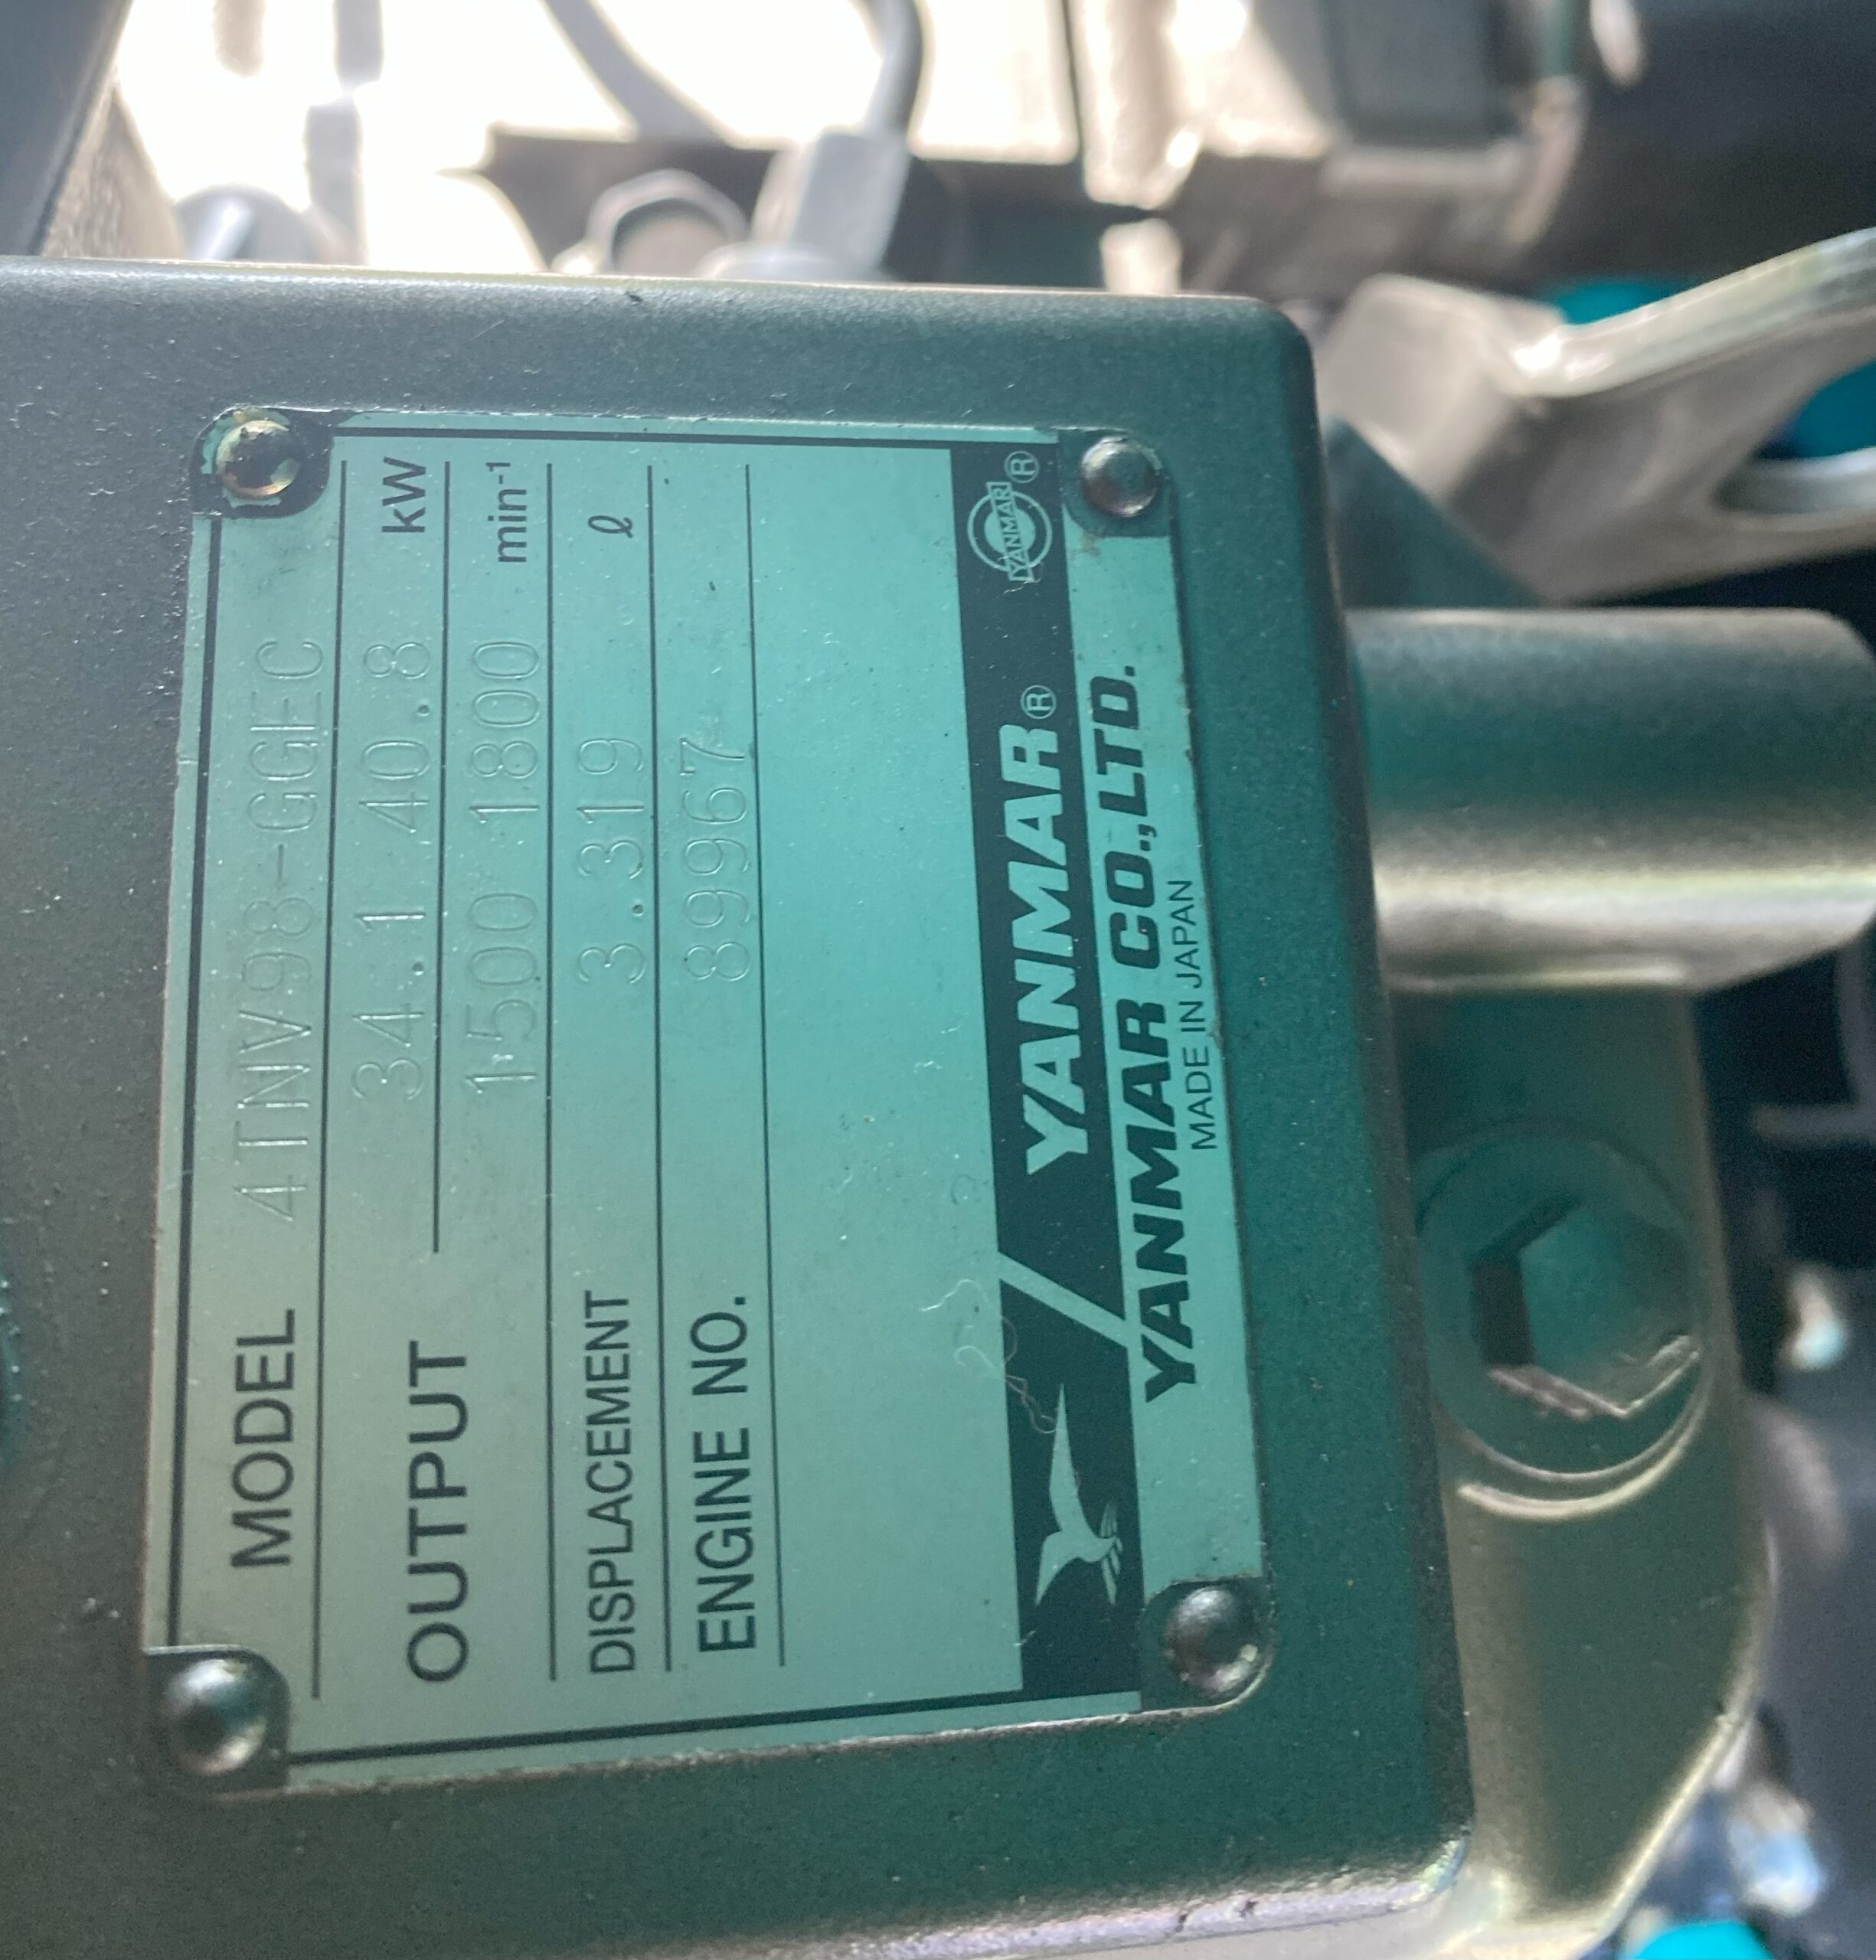 MODEL 4TNV98-GGEC
OUTPUT 34.1 40.8 kW
1500 1800 min⁻¹
DISPLACEMENT 3.319 ℓ
ENGINE NO. 89967
YANMAR® YANMAR®
YANMAR CO.,LTD.
MADE IN JAPAN